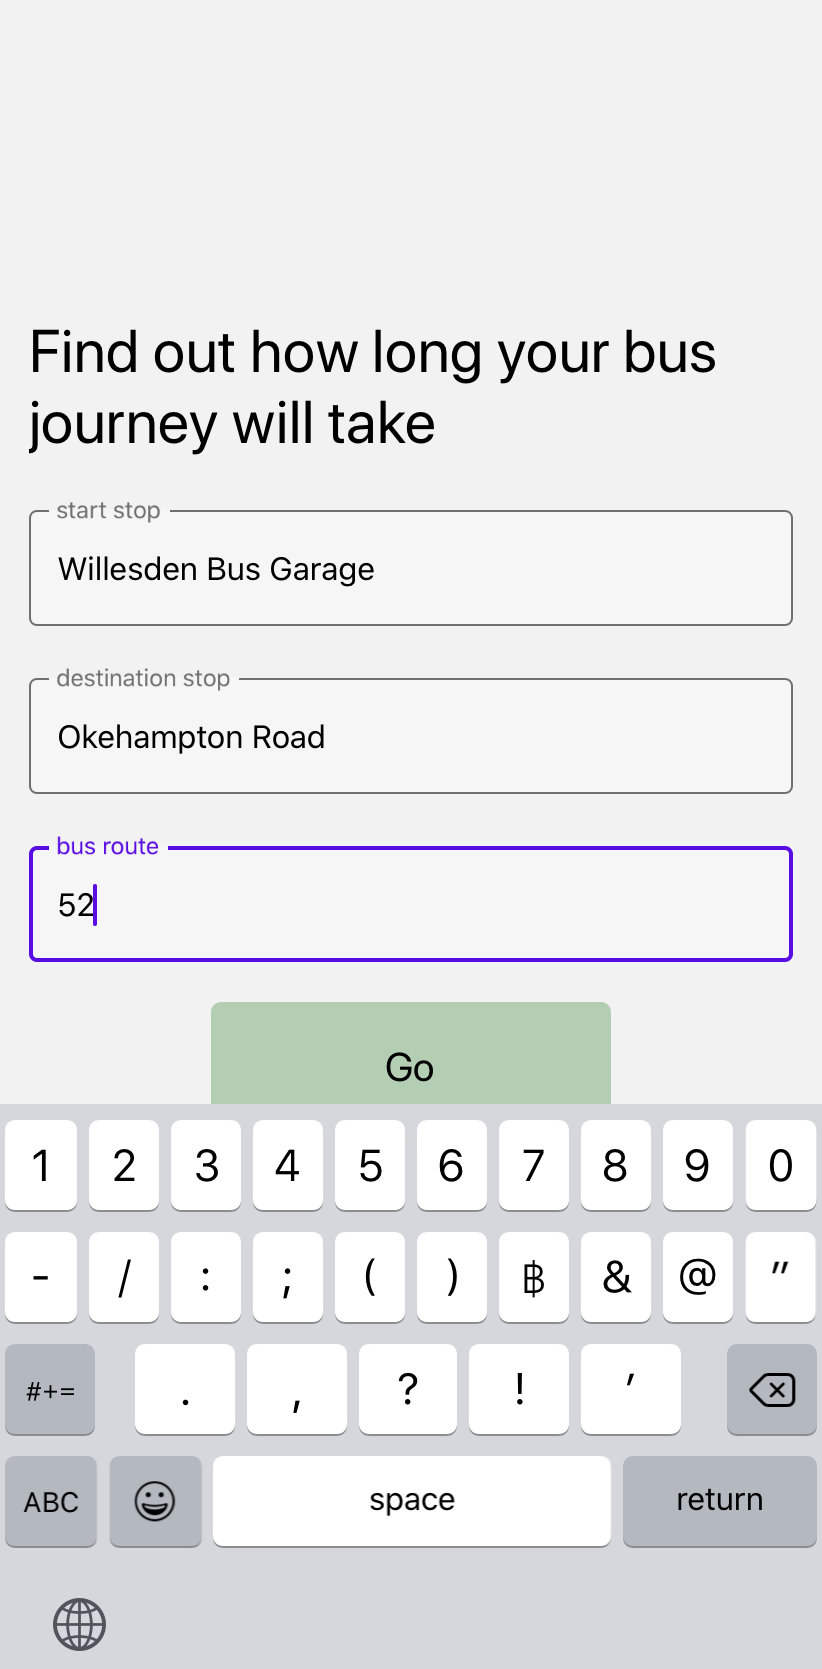 Find out how long your bus
journey will take
start stop
Willesden Bus Garage
destination stop
Okehampton Road
bus route
52
Go
1 2 3 4 5 6 7 8 9 0
- / : ; ( ) ฿ & @ "
#+= . , ? ! '
ABC space return